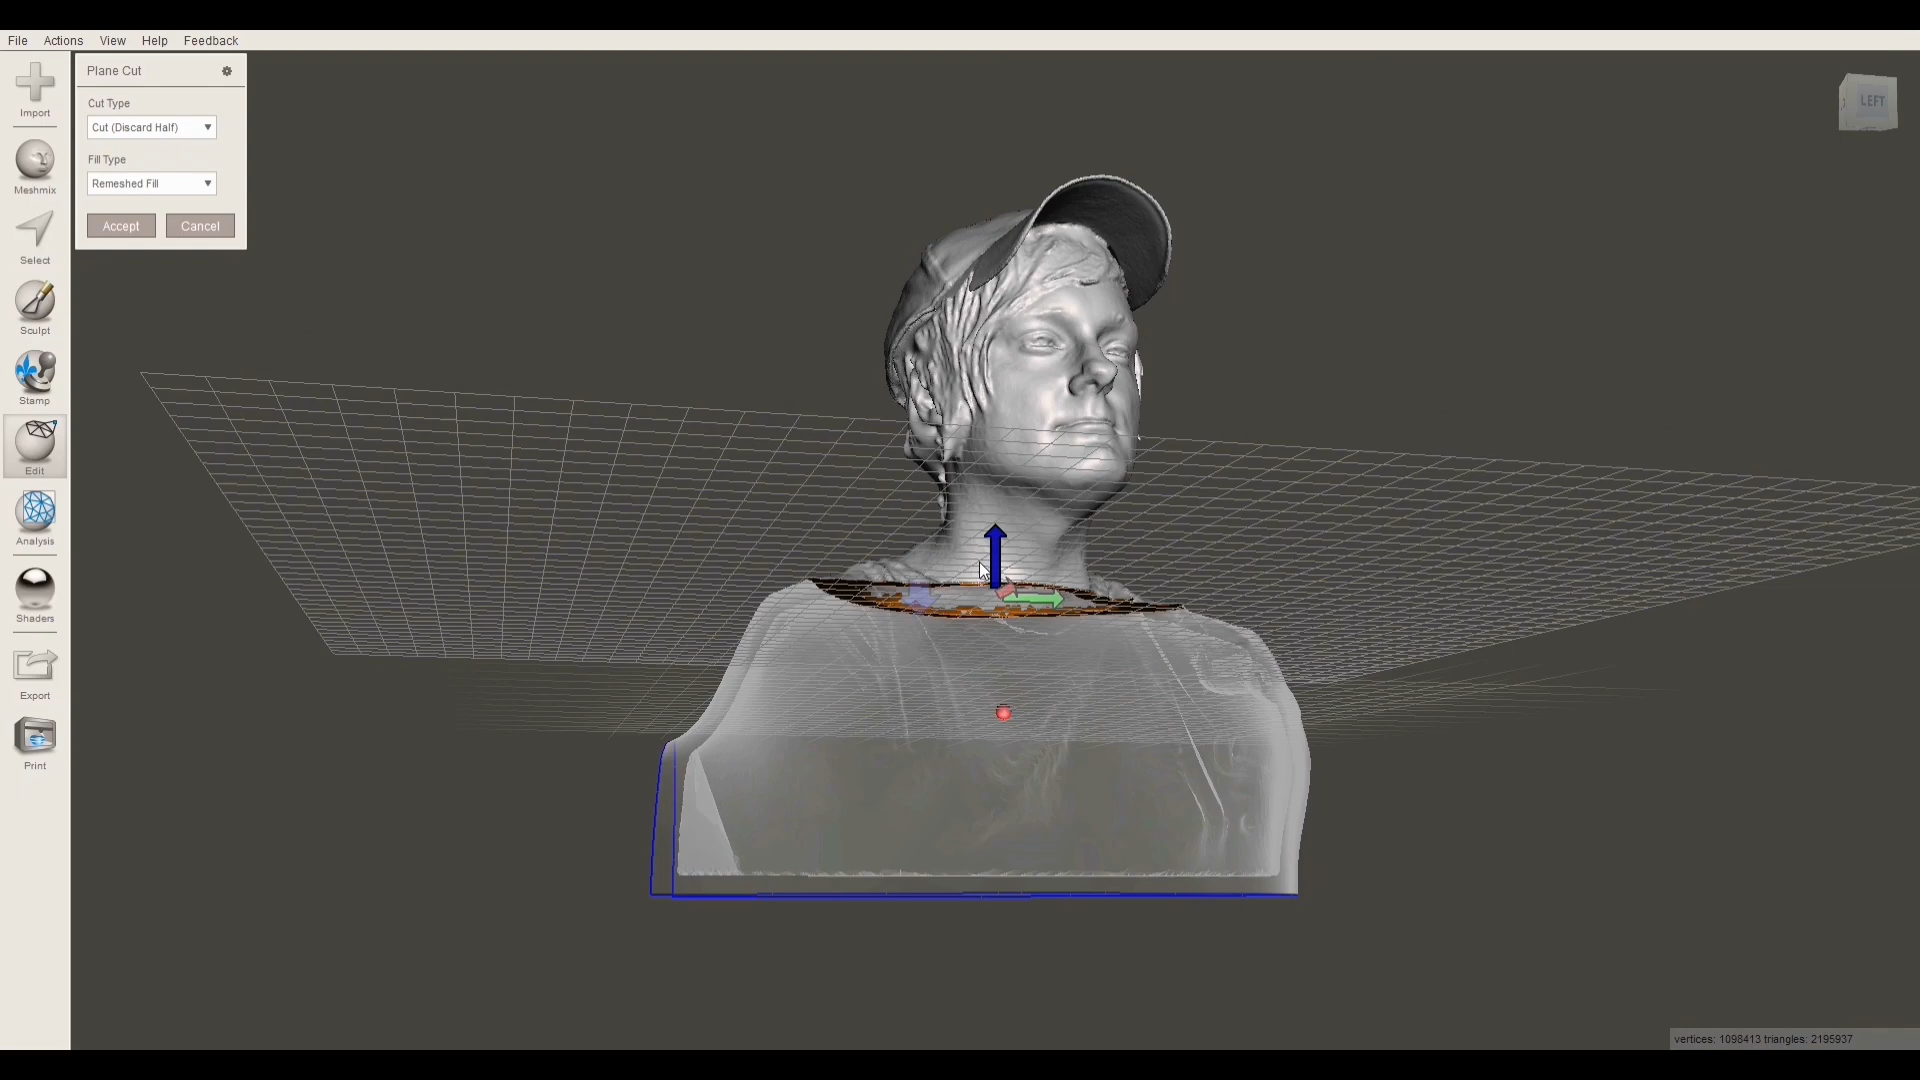 File Actions View Help Feedback
Plane Cut
Cut Type
Cut (Discard Half)
Fill Type
Remeshed Fill
Accept Cancel
Import
Meshmix
Select
Sculpt
Stamp
Edit
Analysis
Shaders
Export
Print
LEFT
vertices: 1098413 triangles: 2195937